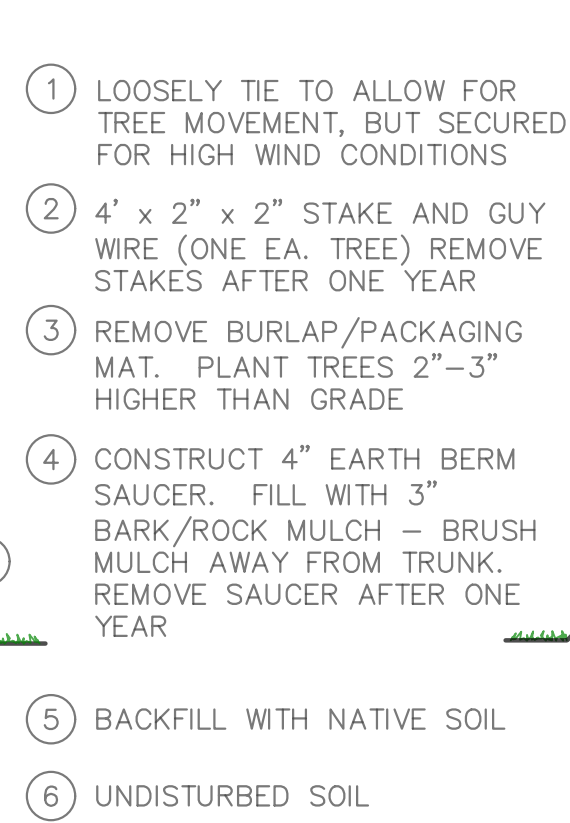 1 LOOSELY TIE TO ALLOW FOR
TREE MOVEMENT, BUT SECURED
FOR HIGH WIND CONDITIONS
2 4’ x 2” x 2” STAKE AND GUY
WIRE (ONE EA. TREE) REMOVE
STAKES AFTER ONE YEAR
3 REMOVE BURLAP/PACKAGING
MAT. PLANT TREES 2”–3”
HIGHER THAN GRADE
4 CONSTRUCT 4” EARTH BERM
SAUCER. FILL WITH 3”
BARK/ROCK MULCH – BRUSH
MULCH AWAY FROM TRUNK.
REMOVE SAUCER AFTER ONE
YEAR
5 BACKFILL WITH NATIVE SOIL
6 UNDISTURBED SOIL